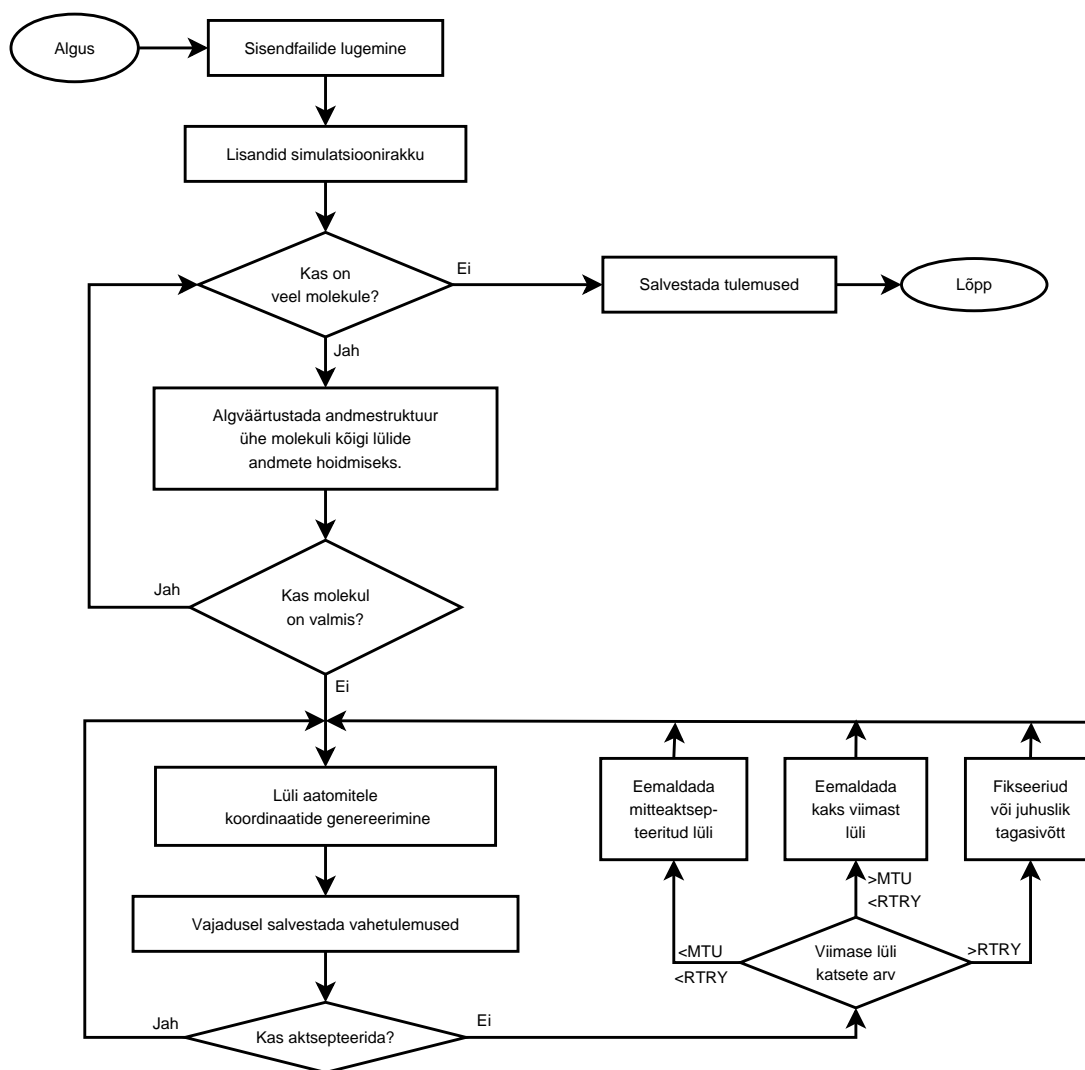 Algus
Sisendfailide lugemine
Lisandid simulatsioonirakku
Kas on
veel molekule?
Ei
Salvestada tulemused
Lõpp
Jah
Algväärtustada andmestruktuur
ühe molekuli kõigi lülide
andmete hoidmiseks.
Jah
Kas molekul
on valmis?
Ei
Lüli aatomitele
koordinaatide genereerimine
Eemaldada
mitteaktsep-
teeritud lüli
Eemaldada
kaks viimast
lüli
Fikseeriud
või juhuslik
tagasivõtt
Vajadusel salvestada vahetulemused
>MTU
<RTRY
<MTU
<RTRY
Viimase lüli
katsete arv
>RTRY
Jah
Kas aktsepteerida?
Ei